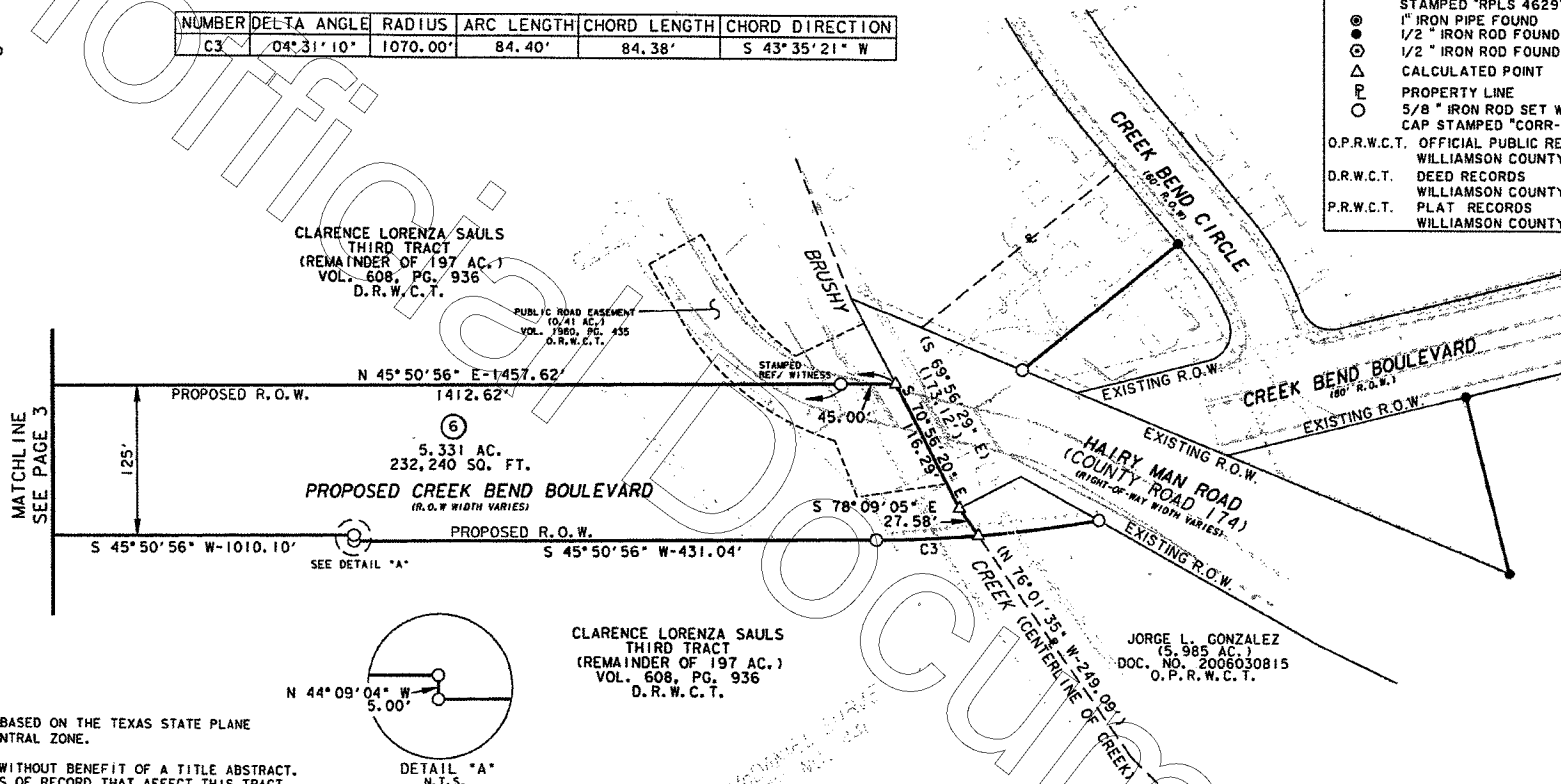 NUMBER DELTA ANGLE RADIUS ARC LENGTH CHORD LENGTH CHORD DIRECTION
C3 04°31'10" 1070.00' 84.40' 84.38' S 43°35'21" W
STAMPED "RPLS 4629"
1" IRON PIPE FOUND
1/2 " IRON ROD FOUND
1/2 " IRON ROD FOUND
CALCULATED POINT
PROPERTY LINE
5/8 " IRON ROD SET W
CAP STAMPED "CORR-
O.P.R.W.C.T. OFFICIAL PUBLIC RE
WILLIAMSON COUNTY
D.R.W.C.T. DEED RECORDS
WILLIAMSON COUNTY
P.R.W.C.T. PLAT RECORDS
WILLIAMSON COUNTY
CREEK BEND CIRCLE
(60' R.O.W.)
CLARENCE LORENZA SAULS
THIRD TRACT
(REMAINDER OF 197 AC.)
VOL. 608, PG. 936
D.R.W.C.T.
BRUSHY
PUBLIC ROAD EASEMENT
(0.41 AC.)
VOL. 1980, PG. 435
O.R.W.C.T.
STAMPED
REF/ WITNESS
N 45°50'56" E-1457.62'
PROPOSED R.O.W.
1412.62'
45.00'
(S 69°56'29" E)
(173.12')
S 70°56'20" E
116.29'
EXISTING R.O.W.
CREEK BEND BOULEVARD
(80' R.O.W.)
EXISTING R.O.W.
EXISTING R.O.W.
HAIRY MAN ROAD
(COUNTY ROAD 174)
(RIGHT-OF-WAY WIDTH VARIES)
MATCHLINE
SEE PAGE 3
125'
6
5.331 AC.
232,240 SQ. FT.
PROPOSED CREEK BEND BOULEVARD
(R.O.W WIDTH VARIES)
S 78°09'05" E
27.58'
PROPOSED R.O.W.
S 45°50'56" W-1010.10'
S 45°50'56" W-431.04'
C3
EXISTING R.O.W.
SEE DETAIL "A"
(N 76°01'35" W-249.09')
CREEK (CENTERLINE OF CREEK)
CLARENCE LORENZA SAULS
THIRD TRACT
(REMAINDER OF 197 AC.)
VOL. 608, PG. 936
D.R.W.C.T.
JORGE L. GONZALEZ
(5.985 AC.)
DOC. NO. 2006030815
O.P.R.W.C.T.
N 44°09'04" W
5.00'
DETAIL "A"
N.T.S.
BASED ON THE TEXAS STATE PLANE
NTRAL ZONE.
WITHOUT BENEFIT OF A TITLE ABSTRACT.
S OF RECORD THAT AFFECT THIS TRACT
official Docum